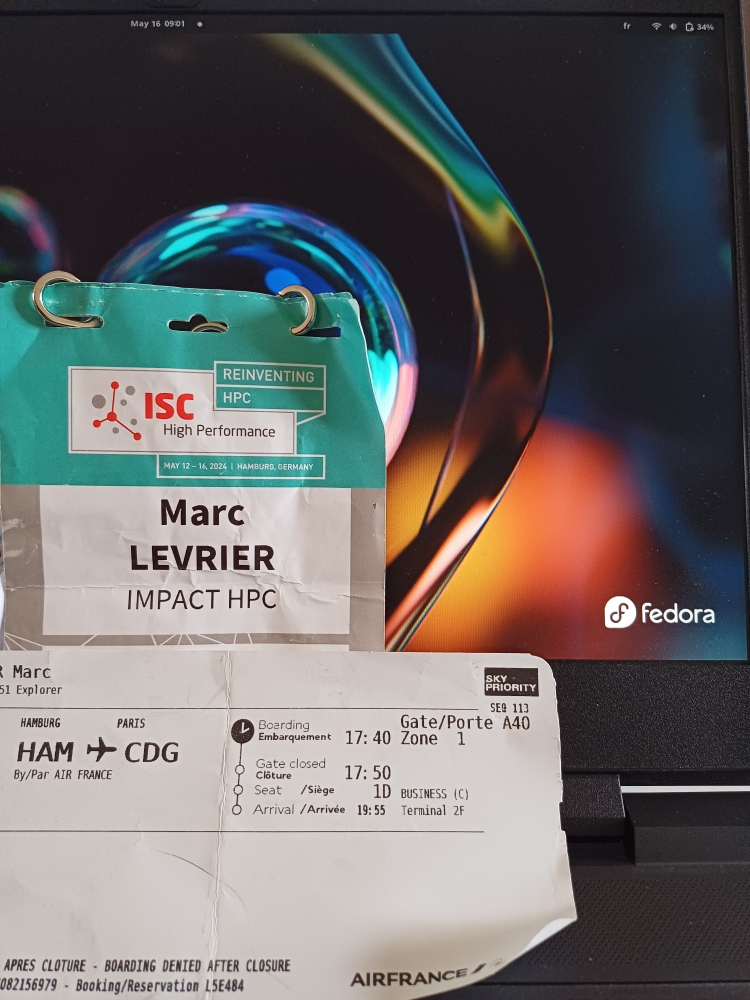 May 16 09:01
fr
34%
REINVENTING
HPC
ISC
High Performance
MAY 12 – 16, 2024 | HAMBURG, GERMANY
Marc
LEVRIER
IMPACT HPC
fedora
R Marc
51 Explorer
SKY
PRIORITY
SEQ 113
HAMBURG PARIS
HAM CDG
By/Par AIR FRANCE
Boarding
Embarquement 17:40
Gate/Porte A40
Zone 1
Gate closed
Clôture 17:50
Seat /Siège 1D BUSINESS (C)
Arrival /Arrivée 19:55 Terminal 2F
APRES CLOTURE - BOARDING DENIED AFTER CLOSURE
082156979 - Booking/Reservation L5E484
AIRFRANCE